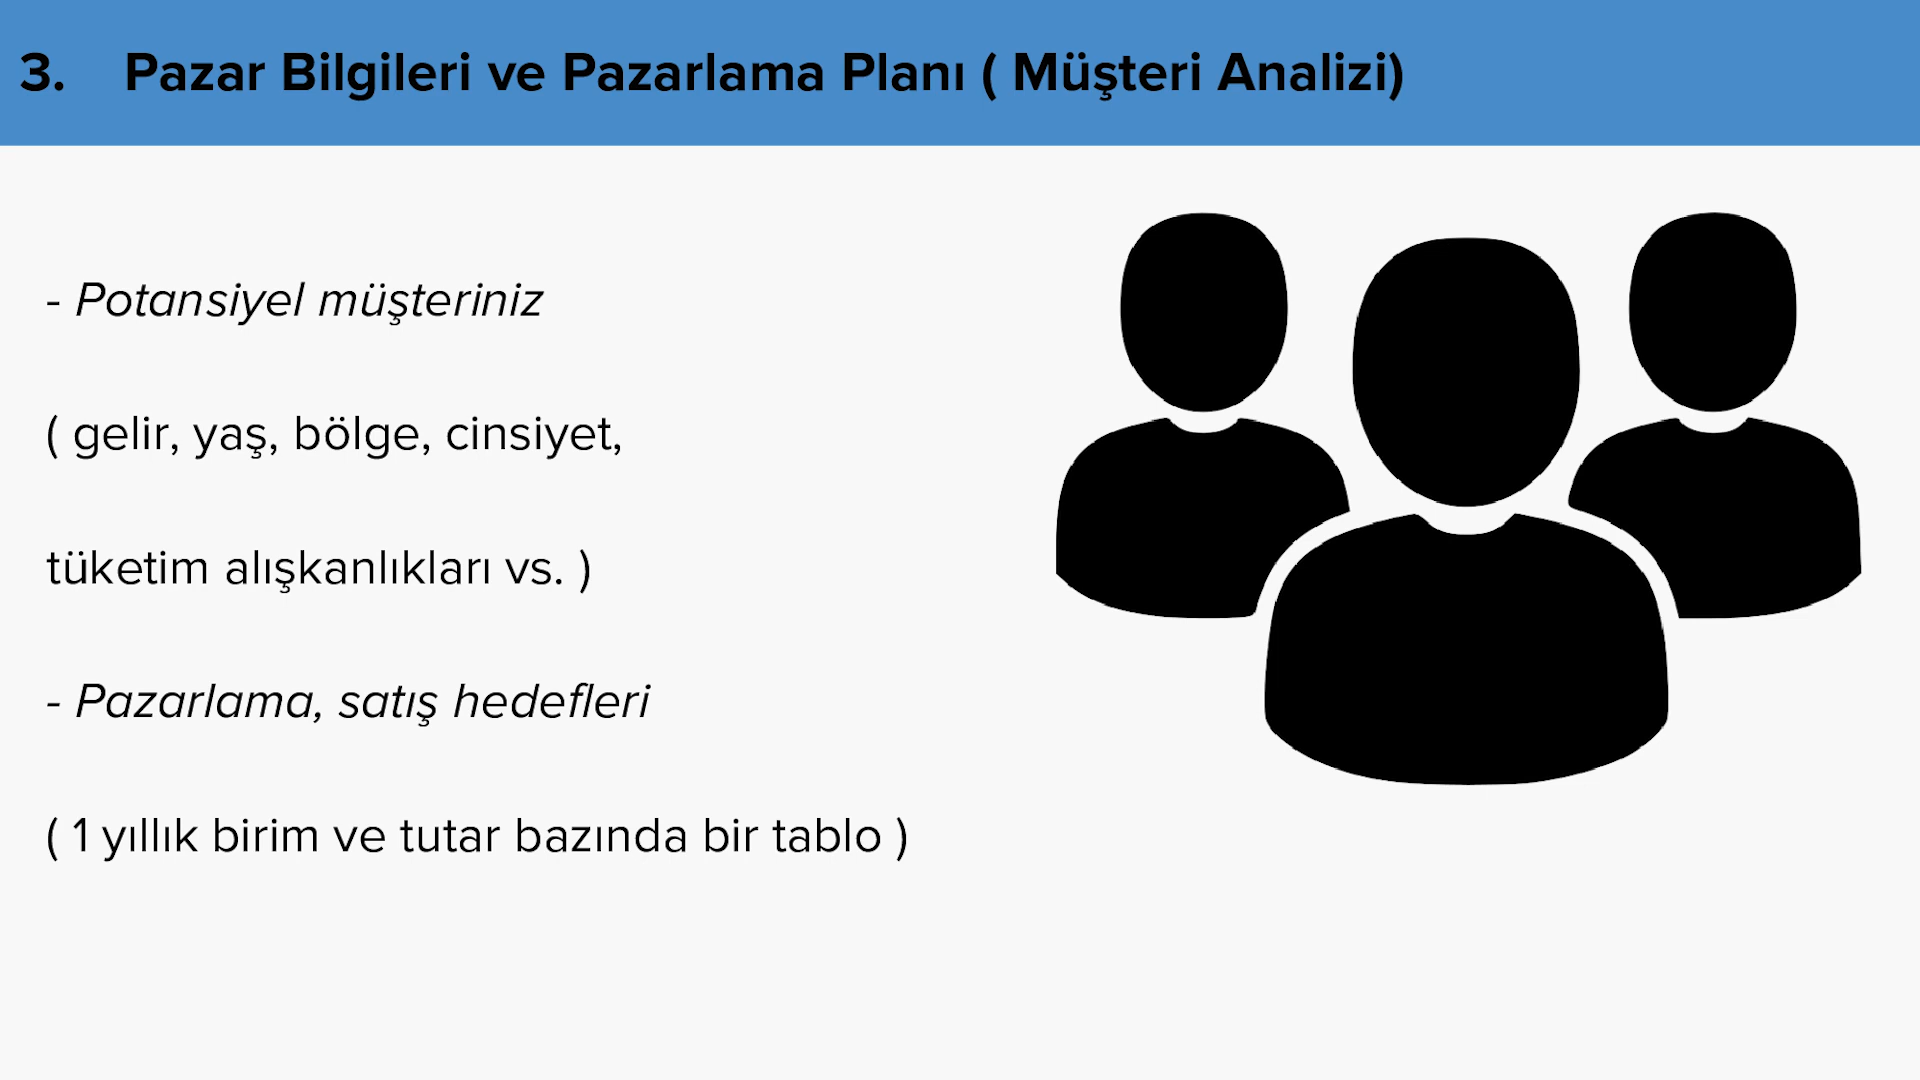 3. Pazar Bilgileri ve Pazarlama Planı ( Müşteri Analizi)
- Potansiyel müşteriniz
( gelir, yaş, bölge, cinsiyet,
tüketim alışkanlıkları vs. )
- Pazarlama, satış hedefleri
( 1 yıllık birim ve tutar bazında bir tablo )